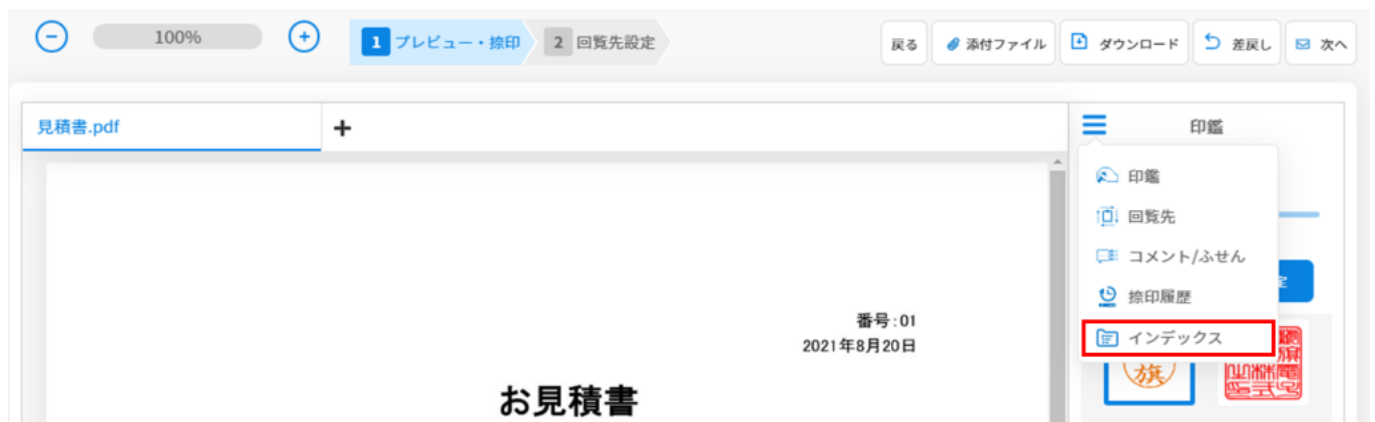 100%
1 プレビュー・捺印
2 回覧先設定
戻る
添付ファイル
ダウンロード
差戻し
次へ
見積書.pdf
+
印鑑
印鑑
回覧先
コメント/ふせん
捺印履歴
インデックス
番号:01
2021年8月20日
お見積書
旗